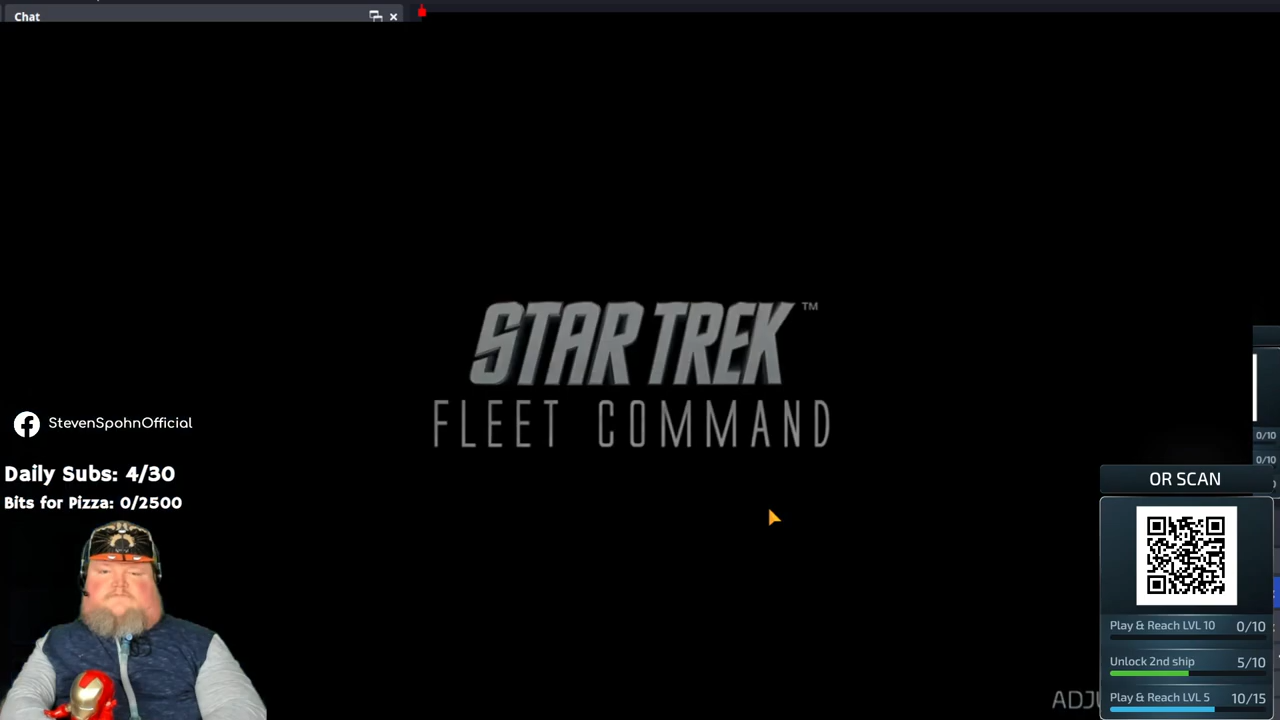 Chat
STAR TREK™
FLEET COMMAND
StevenSpohnOfficial
Daily Subs: 4/30
Bits for Pizza: 0/2500
0/10
0/10
OR SCAN
Play & Reach LVL 10 0/10
Unlock 2nd ship 5/10
Play & Reach LVL 5 10/15